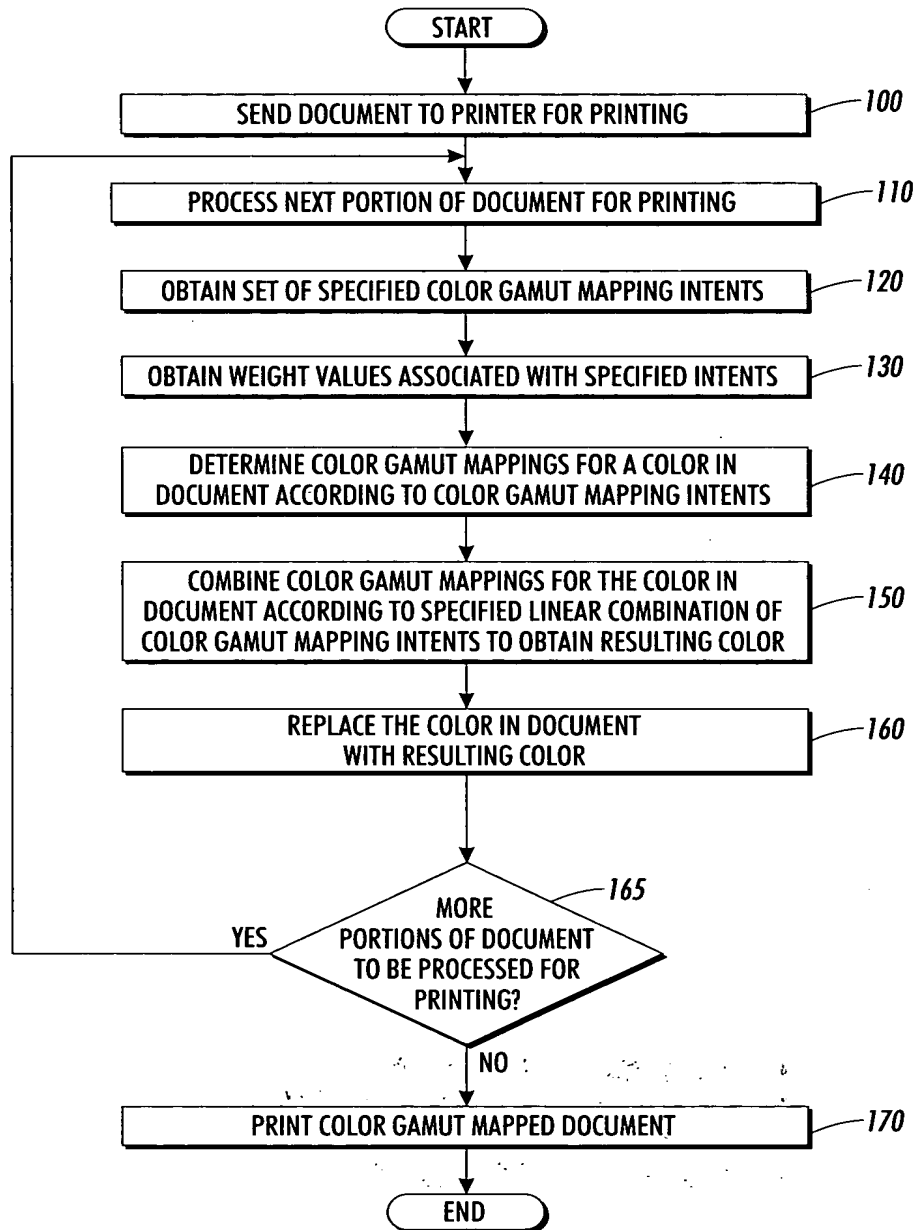 START
SEND DOCUMENT TO PRINTER FOR PRINTING
100
PROCESS NEXT PORTION OF DOCUMENT FOR PRINTING
110
OBTAIN SET OF SPECIFIED COLOR GAMUT MAPPING INTENTS
120
OBTAIN WEIGHT VALUES ASSOCIATED WITH SPECIFIED INTENTS
130
DETERMINE COLOR GAMUT MAPPINGS FOR A COLOR IN
DOCUMENT ACCORDING TO COLOR GAMUT MAPPING INTENTS
140
COMBINE COLOR GAMUT MAPPINGS FOR THE COLOR IN
DOCUMENT ACCORDING TO SPECIFIED LINEAR COMBINATION OF
COLOR GAMUT MAPPING INTENTS TO OBTAIN RESULTING COLOR
150
REPLACE THE COLOR IN DOCUMENT
WITH RESULTING COLOR
160
165
MORE
PORTIONS OF DOCUMENT
TO BE PROCESSED FOR
PRINTING?
YES
NO
PRINT COLOR GAMUT MAPPED DOCUMENT
170
END